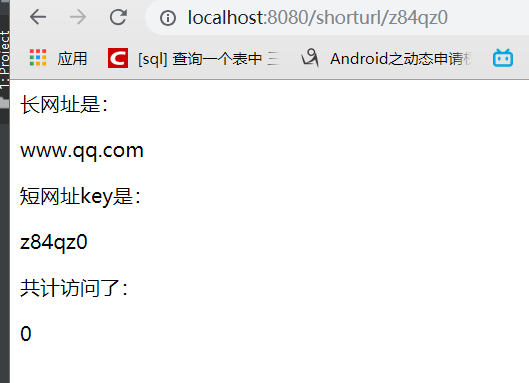 1: Project
localhost:8080/shorturl/z84qz0
应用 [sql] 查询一个表中 Android之动态申请
长网址是：
www.qq.com
短网址key是：
z84qz0
共计访问了：
0